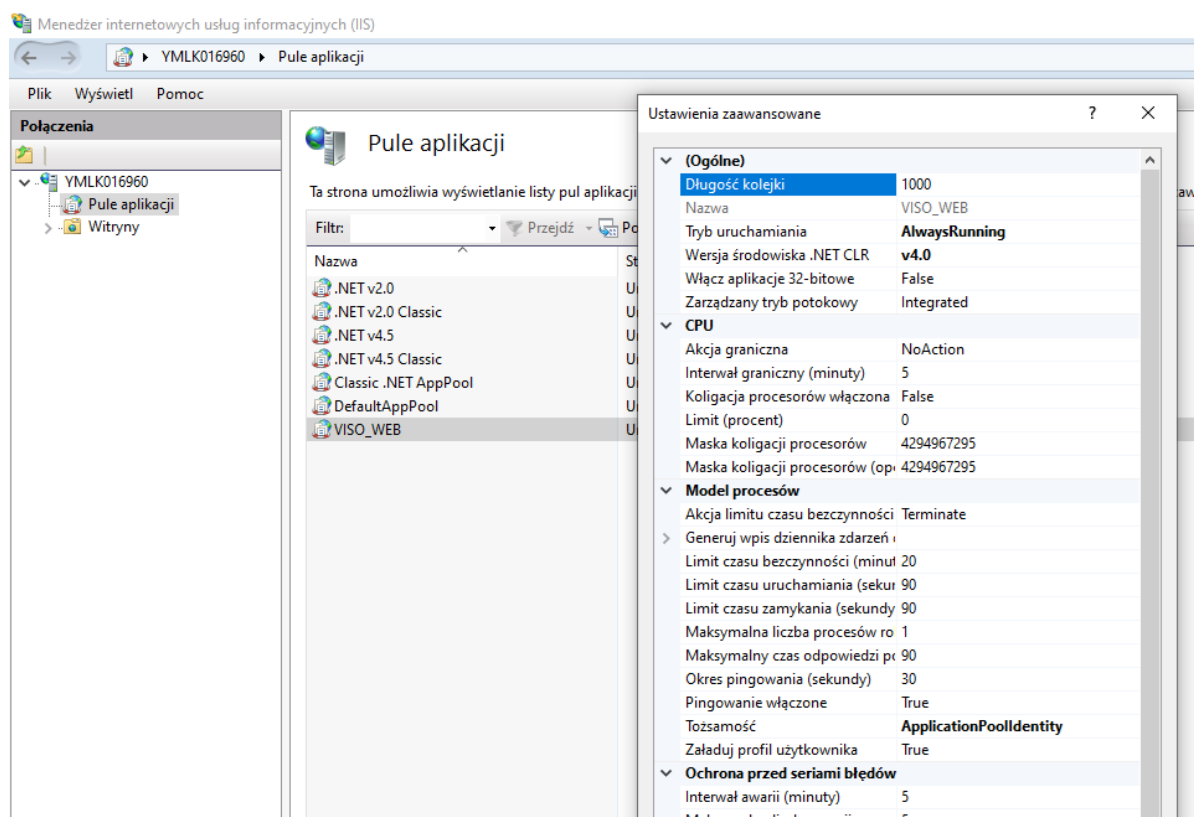 Menedżer internetowych usług informacyjnych (IIS)
YMLK016960 Pule aplikacji
Plik Wyświetl Pomoc
Połączenia
YMLK016960
Pule aplikacji
Witryny
Pule aplikacji
Ta strona umożliwia wyświetlanie listy pul aplikacji
Filtr: Przejdź
Nazwa
.NET v2.0
.NET v2.0 Classic
.NET v4.5
.NET v4.5 Classic
Classic .NET AppPool
DefaultAppPool
VISO_WEB
Ustawienia zaawansowane ?
(Ogólne)
Długość kolejki 1000
Nazwa VISO_WEB
Tryb uruchamiania AlwaysRunning
Wersja środowiska .NET CLR v4.0
Włącz aplikacje 32-bitowe False
Zarządzany tryb potokowy Integrated
CPU
Akcja graniczna NoAction
Interwał graniczny (minuty) 5
Koligacja procesorów włączona False
Limit (procent) 0
Maska koligacji procesorów 4294967295
Maska koligacji procesorów (op 4294967295
Model procesów
Akcja limitu czasu bezczynności Terminate
Generuj wpis dziennika zdarzeń
Limit czasu bezczynności (minut 20
Limit czasu uruchamiania (sekun 90
Limit czasu zamykania (sekundy 90
Maksymalna liczba procesów ro 1
Maksymalny czas odpowiedzi 90
Okres pingowania (sekundy) 30
Pingowanie włączone True
Tożsamość ApplicationPoolIdentity
Załaduj profil użytkownika True
Ochrona przed seriami błędów
Interwał awarii (minuty) 5